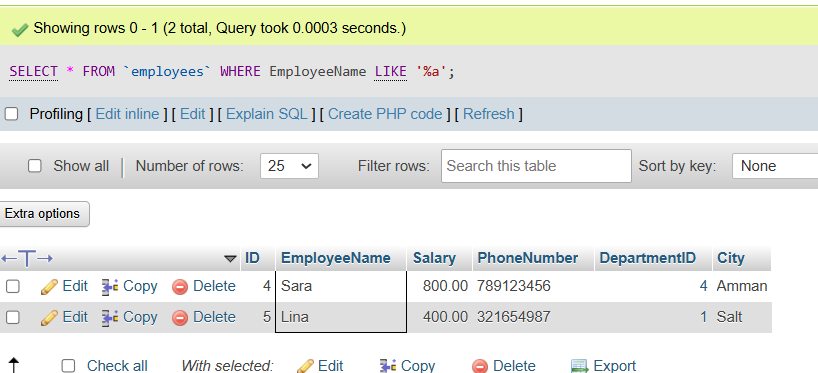 Showing rows 0 - 1 (2 total, Query took 0.0003 seconds.)
SELECT * FROM `employees` WHERE EmployeeName LIKE '%a';
Profiling [ Edit inline ] [ Edit ] [ Explain SQL ] [ Create PHP code ] [ Refresh ]
Show all | Number of rows: 25 Filter rows: Search this table Sort by key: None
Extra options
←T→ ID EmployeeName Salary PhoneNumber DepartmentID City
Edit Copy Delete 4 Sara 800.00 789123456 4 Amman
Edit Copy Delete 5 Lina 400.00 321654987 1 Salt
Check all With selected: Edit Copy Delete Export